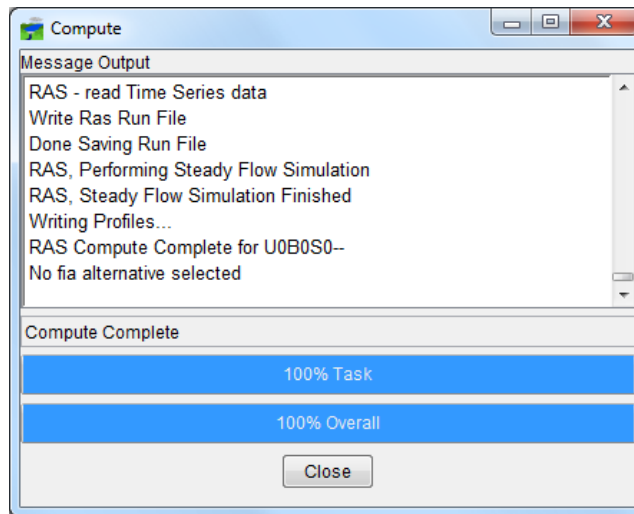 Compute
Message Output
RAS - read Time Series data
Write Ras Run File
Done Saving Run File
RAS, Performing Steady Flow Simulation
RAS, Steady Flow Simulation Finished
Writing Profiles...
RAS Compute Complete for U0B0S0--
No fia alternative selected
Compute Complete
100% Task
100% Overall
Close